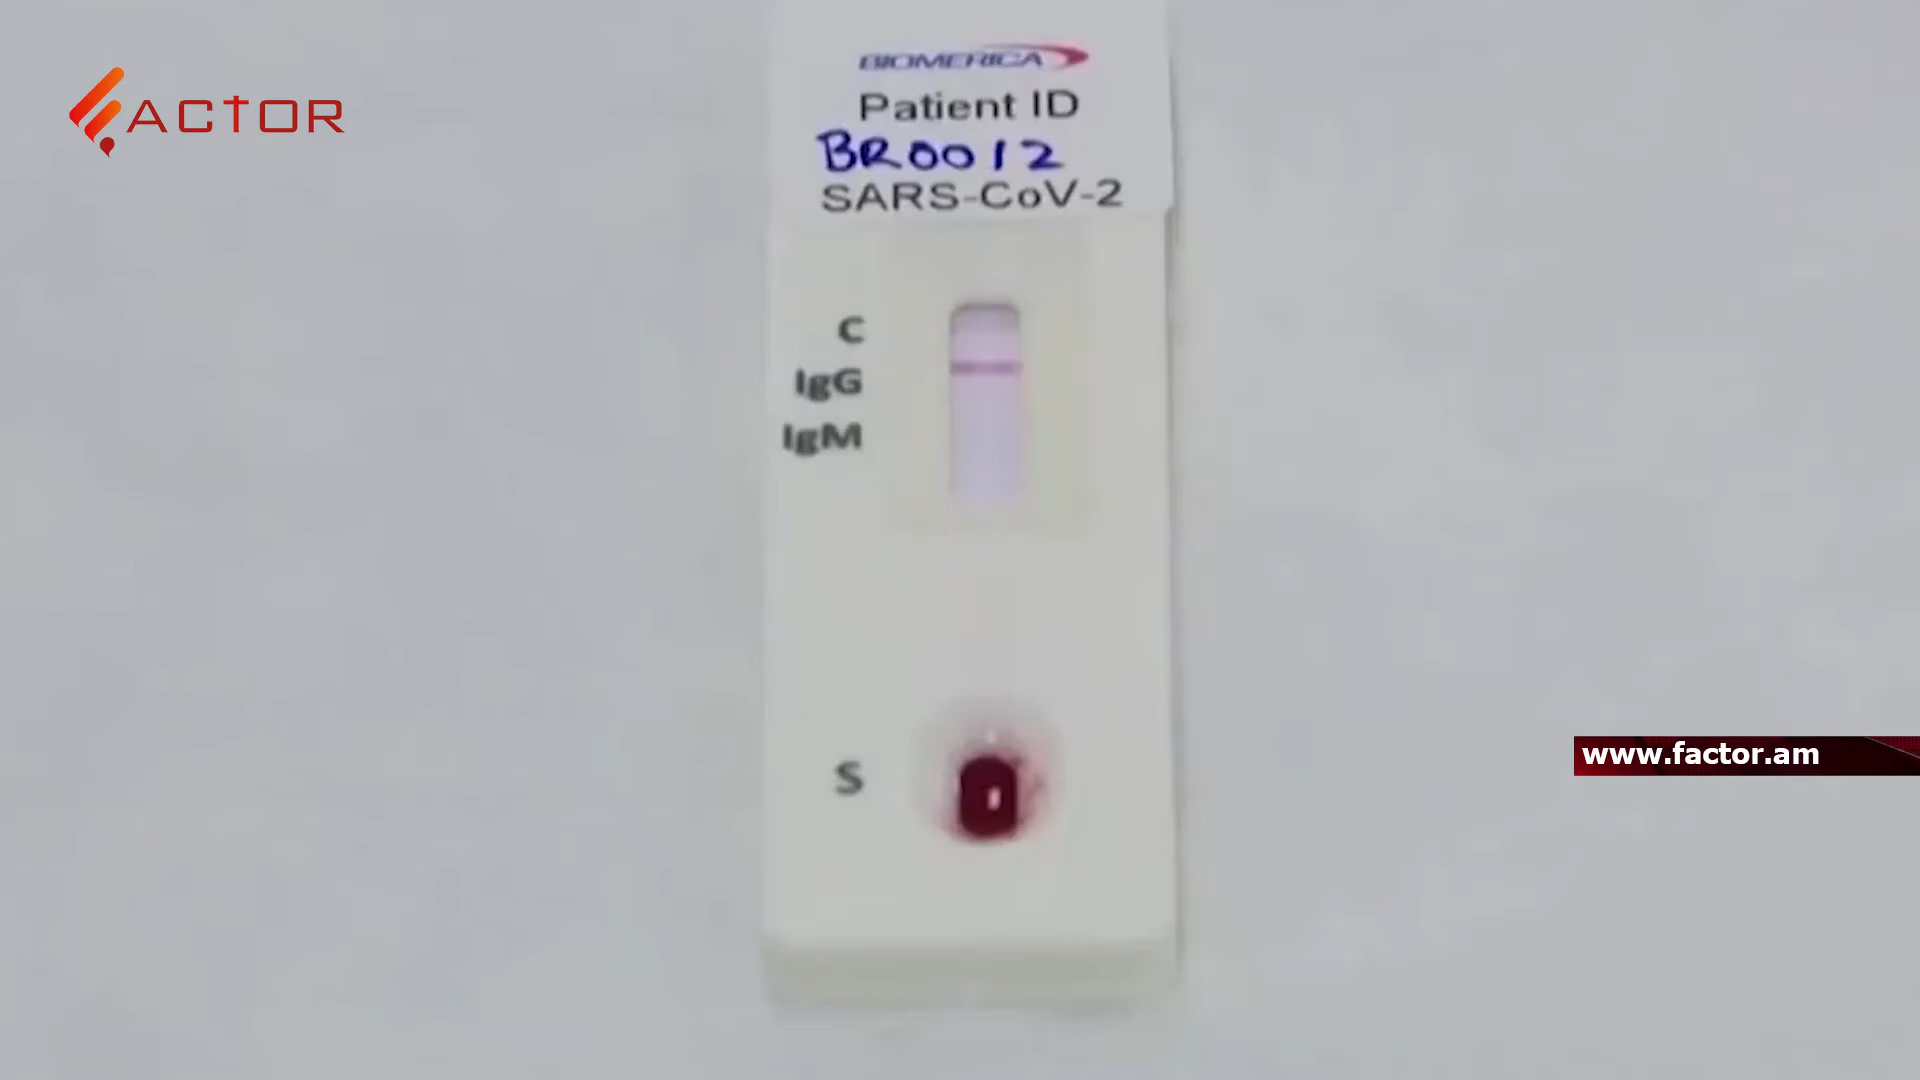 ACTOR
BIOMERICA
Patient ID
BR0012
SARS-CoV-2
C
IgG
IgM
S
www.factor.am